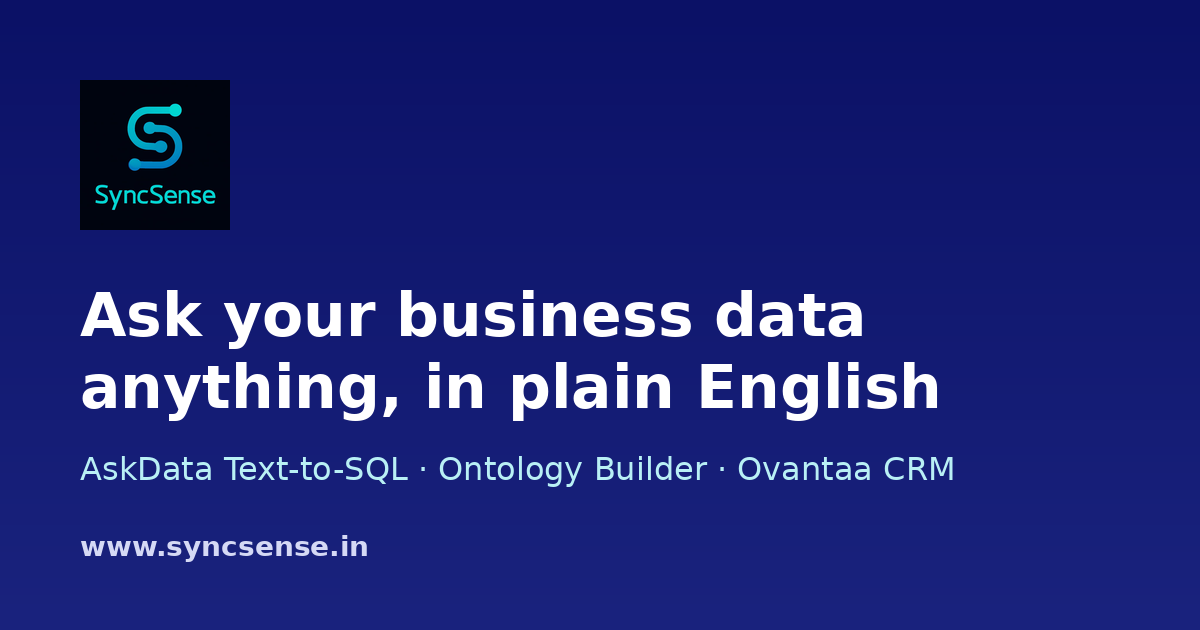 SyncSense
Ask your business data
anything, in plain English
AskData Text-to-SQL · Ontology Builder · Ovantaa CRM
www.syncsense.in